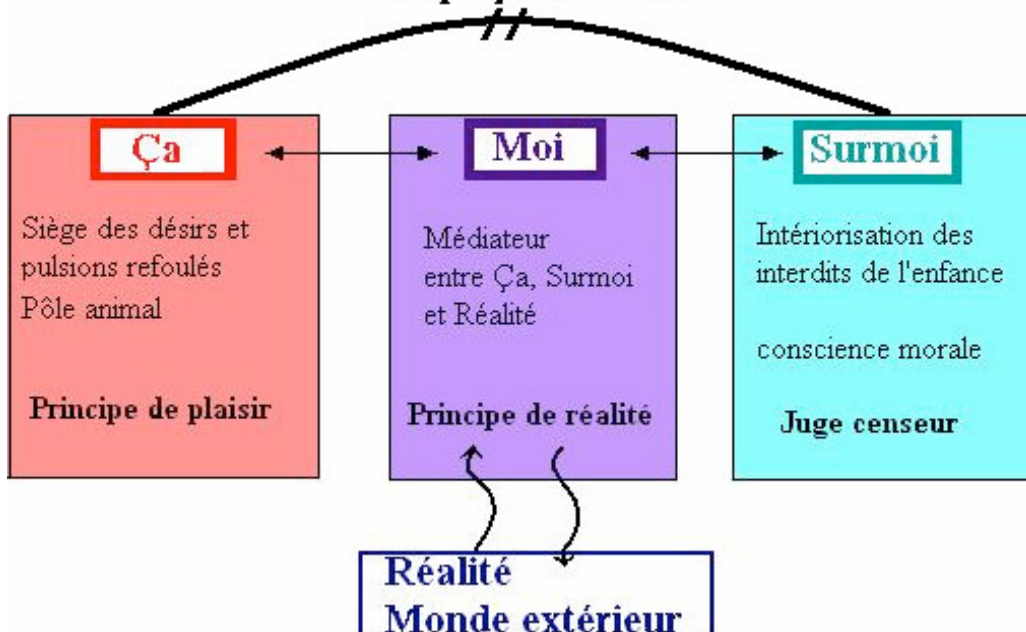 Ça
Siège des désirs et
pulsions refoulés
Pôle animal
Principe de plaisir
Moi
Médiateur
entre Ça, Surmoi
et Réalité
Principe de réalité
Surmoi
Intériorisation des
interdits de l'enfance
conscience morale
Juge censeur
Réalité
Monde extérieur